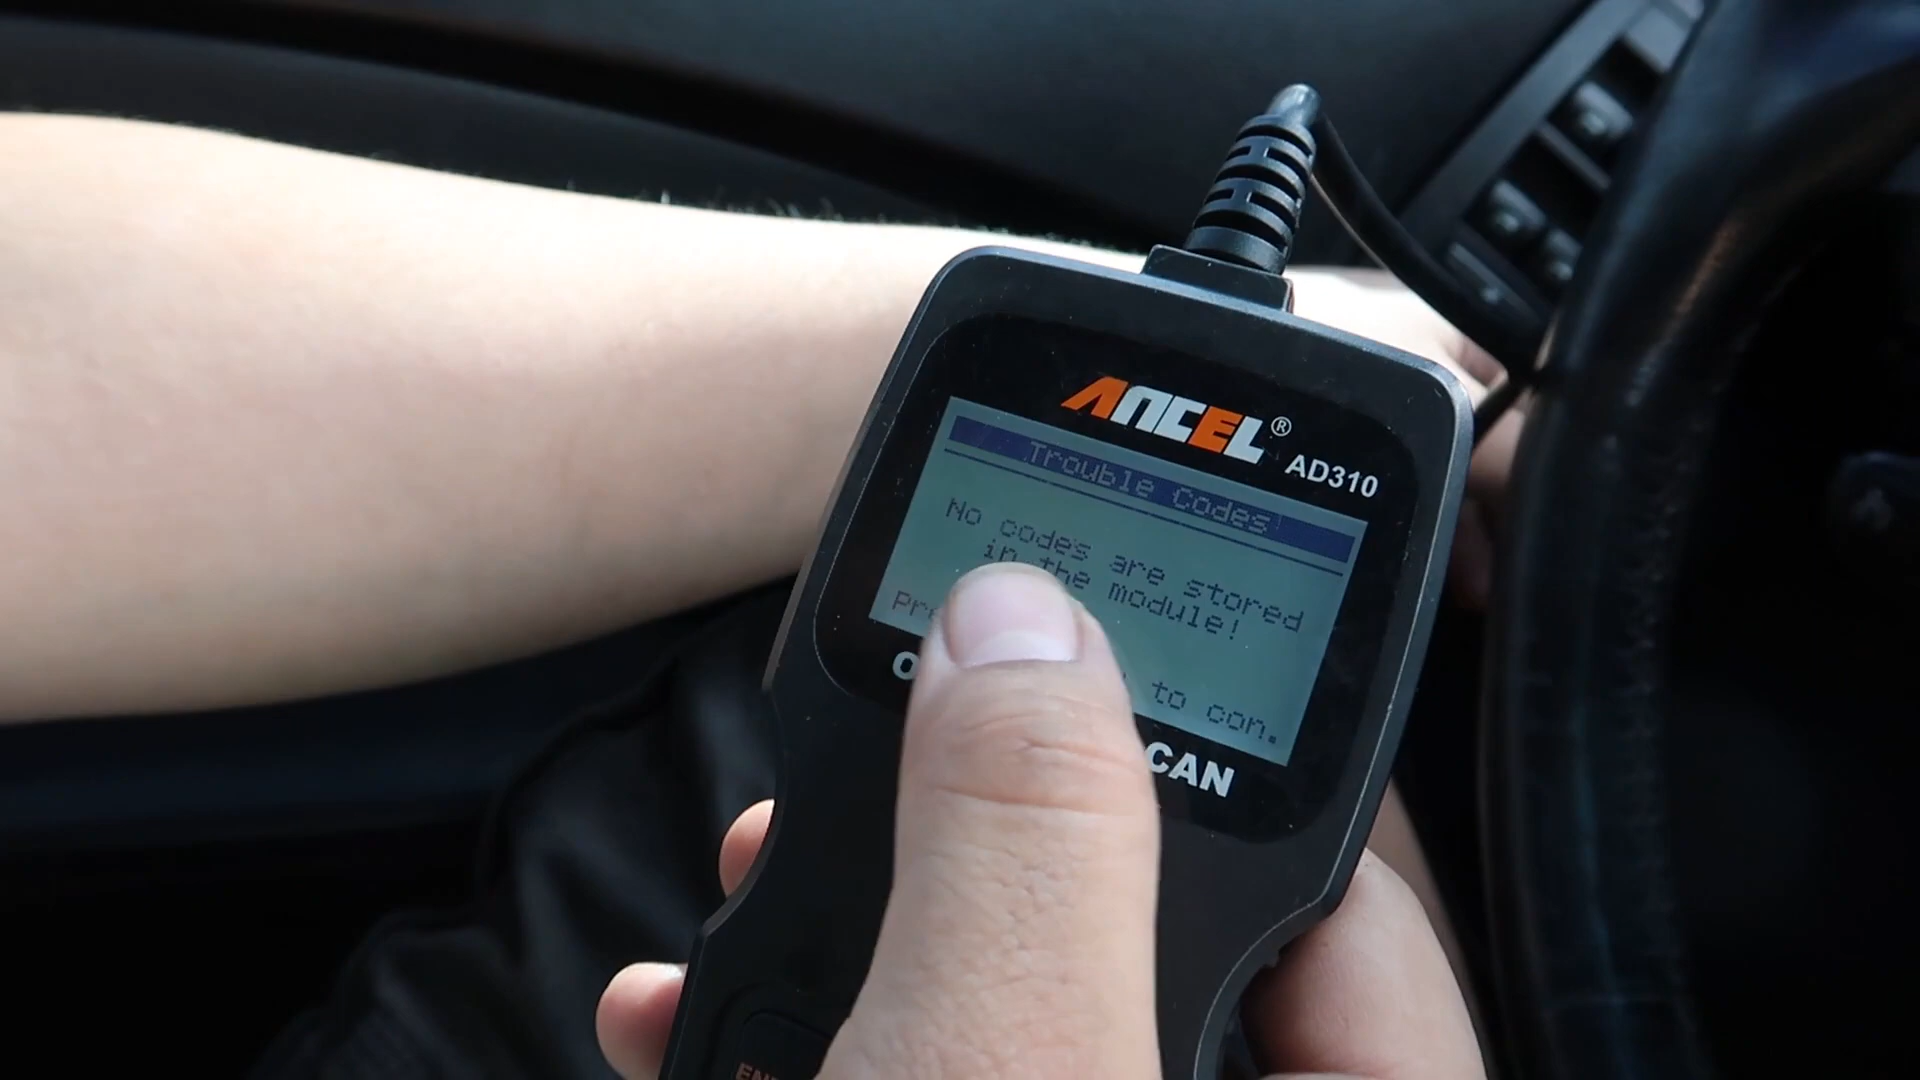 ANCEL®
AD310
Trouble Codes
No codes are stored
in the module!
to con.
CAN